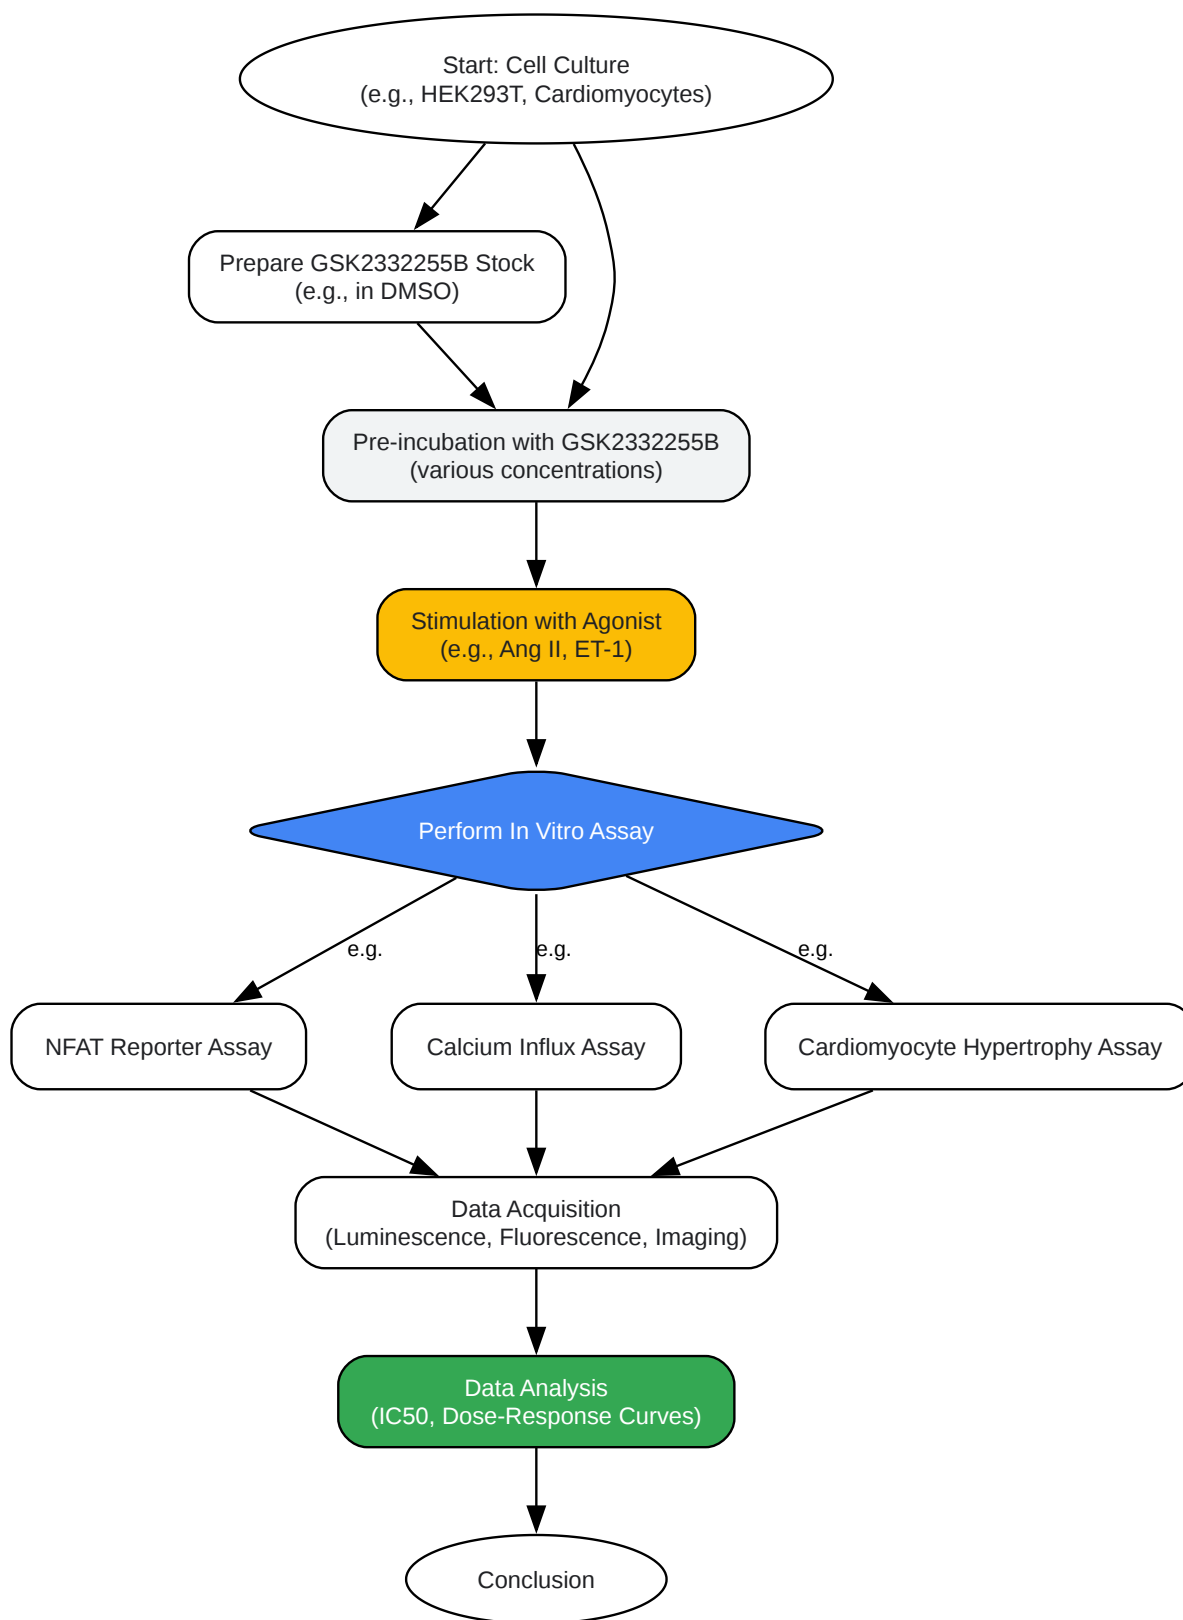 Start: Cell Culture
(e.g., HEK293T, Cardiomyocytes)
Prepare GSK2332255B Stock
(e.g., in DMSO)
Pre-incubation with GSK2332255B
(various concentrations)
Stimulation with Agonist
(e.g., Ang II, ET-1)
Perform In Vitro Assay
e.g.
e.g.
e.g.
NFAT Reporter Assay
Calcium Influx Assay
Cardiomyocyte Hypertrophy Assay
Data Acquisition
(Luminescence, Fluorescence, Imaging)
Data Analysis
(IC50, Dose-Response Curves)
Conclusion